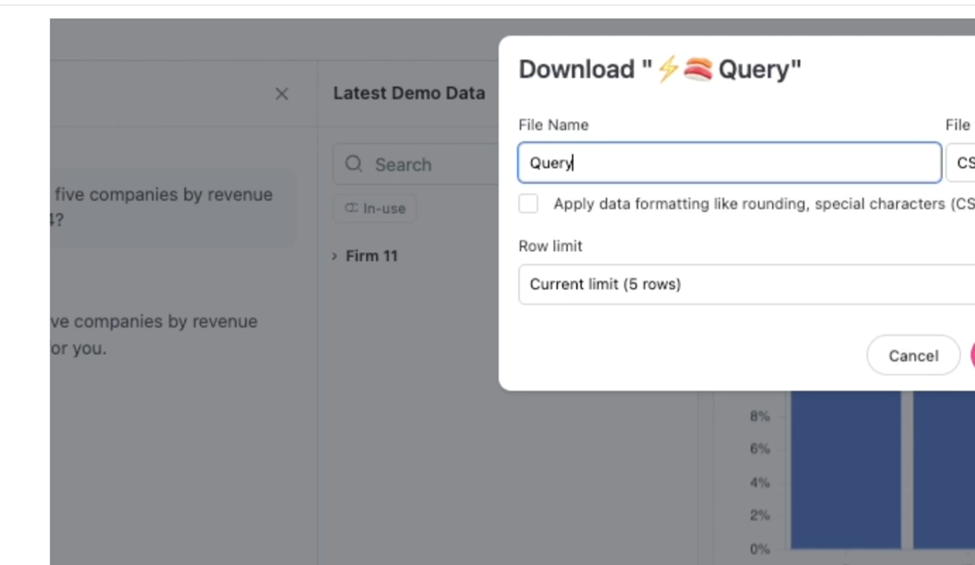 Download "⚡🍣 Query"
File Name
File
Query
CS
Apply data formatting like rounding, special characters (CS
Row limit
Current limit (5 rows)
Cancel
Latest Demo Data
Search
In-use
Firm 11
five companies by revenue
?
ve companies by revenue
or you.
8%
6%
4%
2%
0%